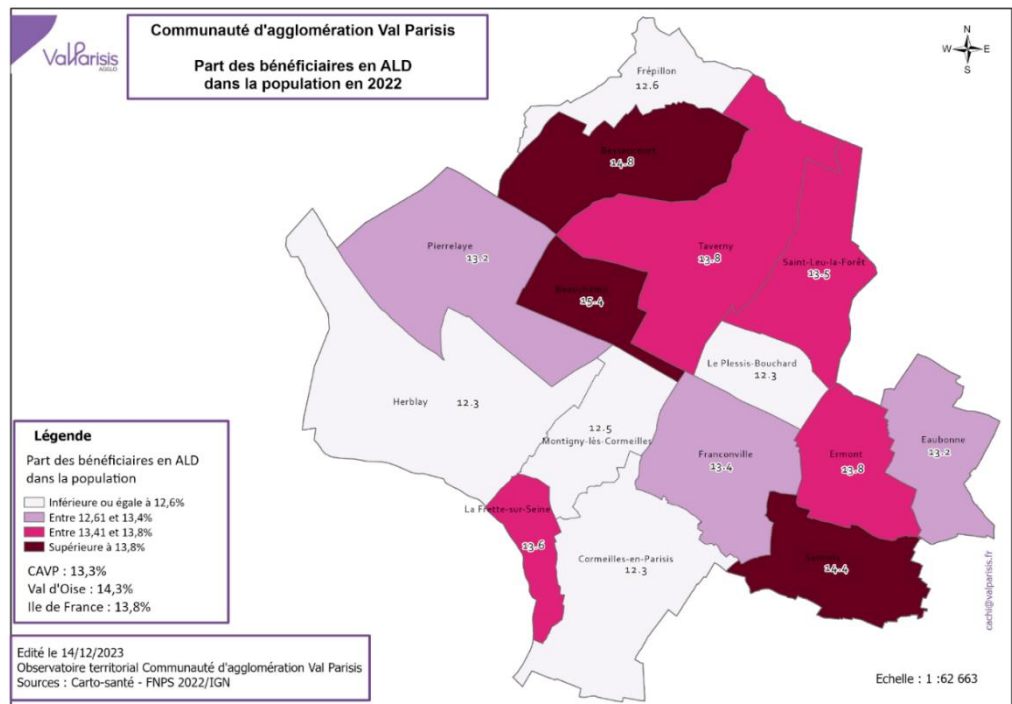 Val Parisis
AGGLO
Communauté d'agglomération Val Parisis
Part des bénéficiaires en ALD
dans la population en 2022
N
W
E
S
Frépillon
12.6
Bessancourt
14.8
Pierrelaye
13.2
Taverny
13.8
Saint-Leu-la-Forêt
13.5
Beauchamp
15.4
Le Plessis-Bouchard
12.3
Herblay
12.3
12.5
Montigny-lès-Cormeilles
Franconville
13.4
Ermont
13.8
Eaubonne
13.2
La Frette-sur-Seine
13.6
Cormeilles-en-Parisis
12.3
Sannois
14.4
Légende
Part des bénéficiaires en ALD
dans la population
Inférieure ou égale à 12,6%
Entre 12,61 et 13,4%
Entre 13,41 et 13,8%
Supérieure à 13,8%
CAVP : 13,3%
Val d'Oise : 14,3%
Ile de France : 13,8%
Edité le 14/12/2023
Observatoire territorial Communauté d'agglomération Val Parisis
Sources : Carto-santé - FNPS 2022/IGN
cachi@valparisis.fr
Echelle : 1 :62 663